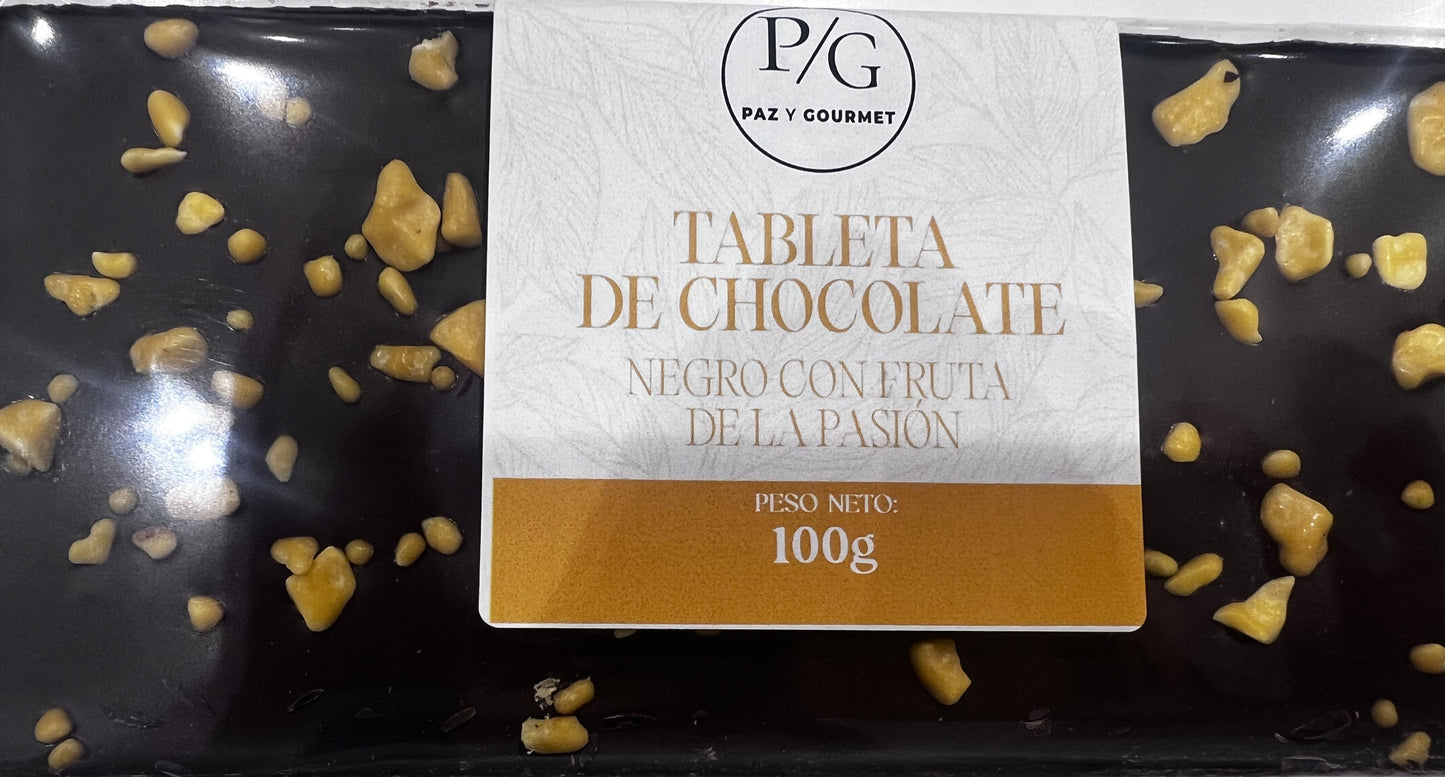 P/G
PAZ Y GOURMET
TABLETA
DE CHOCOLATE
NEGRO CON FRUTA
DE LA PASIÓN
PESO NETO:
100g